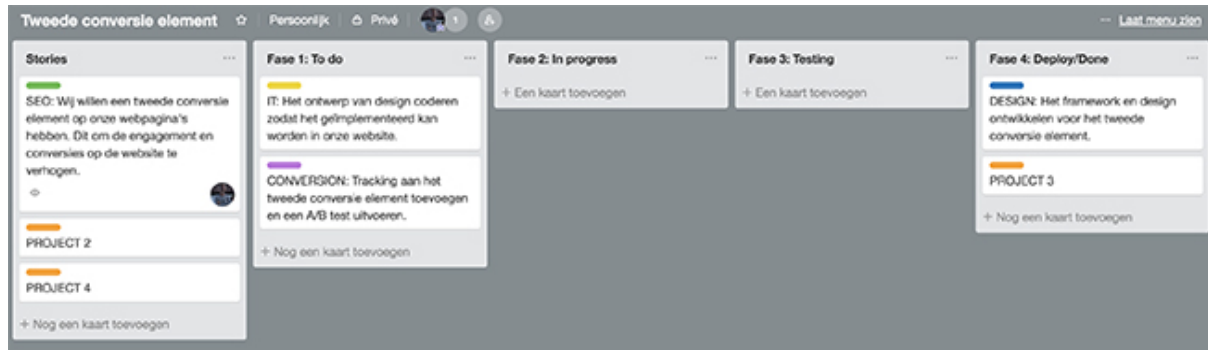 Tweede conversie element
Persoonlijk
Privé
1
Laat menu zien
Stories
SEO: Wij willen een tweede conversie
element op onze webpagina's
hebben. Dit om de engagement en
conversies op de website te
verhogen.
PROJECT 2
PROJECT 4
+ Nog een kaart toevoegen
Fase 1: To do
IT: Het ontwerp van design coderen
zodat het geïmplementeerd kan
worden in onze website.
CONVERSION: Tracking aan het
tweede conversie element toevoegen
en een A/B test uitvoeren.
+ Nog een kaart toevoegen
Fase 2: In progress
+ Een kaart toevoegen
Fase 3: Testing
+ Een kaart toevoegen
Fase 4: Deploy/Done
DESIGN: Het framework en design
ontwikkelen voor het tweede
conversie element.
PROJECT 3
+ Nog een kaart toevoegen